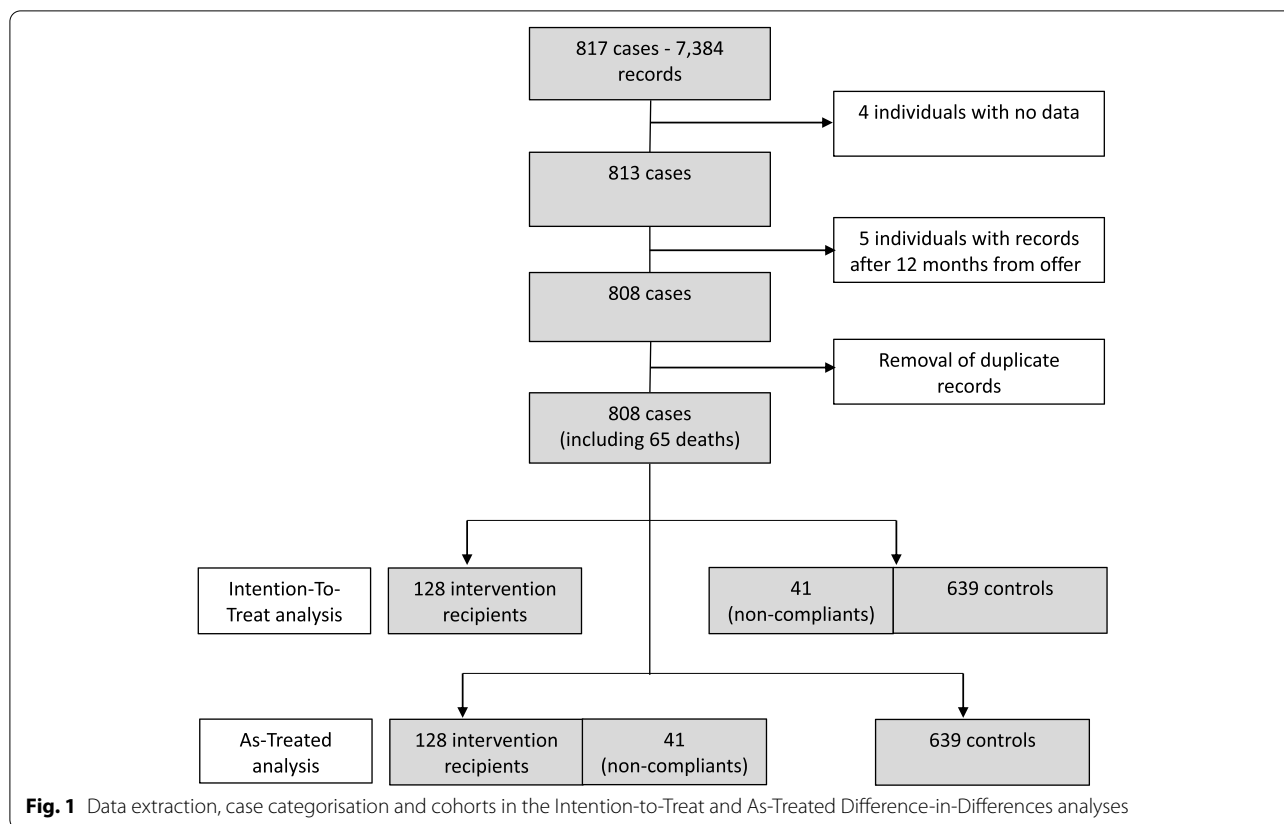 817 cases - 7,384
records
4 individuals with no data
813 cases
5 individuals with records
after 12 months from offer
808 cases
Removal of duplicate
records
808 cases
(including 65 deaths)
Intention-To-
Treat analysis
128 intervention
recipients
41
(non-compliants)
639 controls
As-Treated
analysis
128 intervention
recipients
41
(non-compliants)
639 controls
Fig. 1 Data extraction, case categorisation and cohorts in the Intention-to-Treat and As-Treated Difference-in-Differences analyses